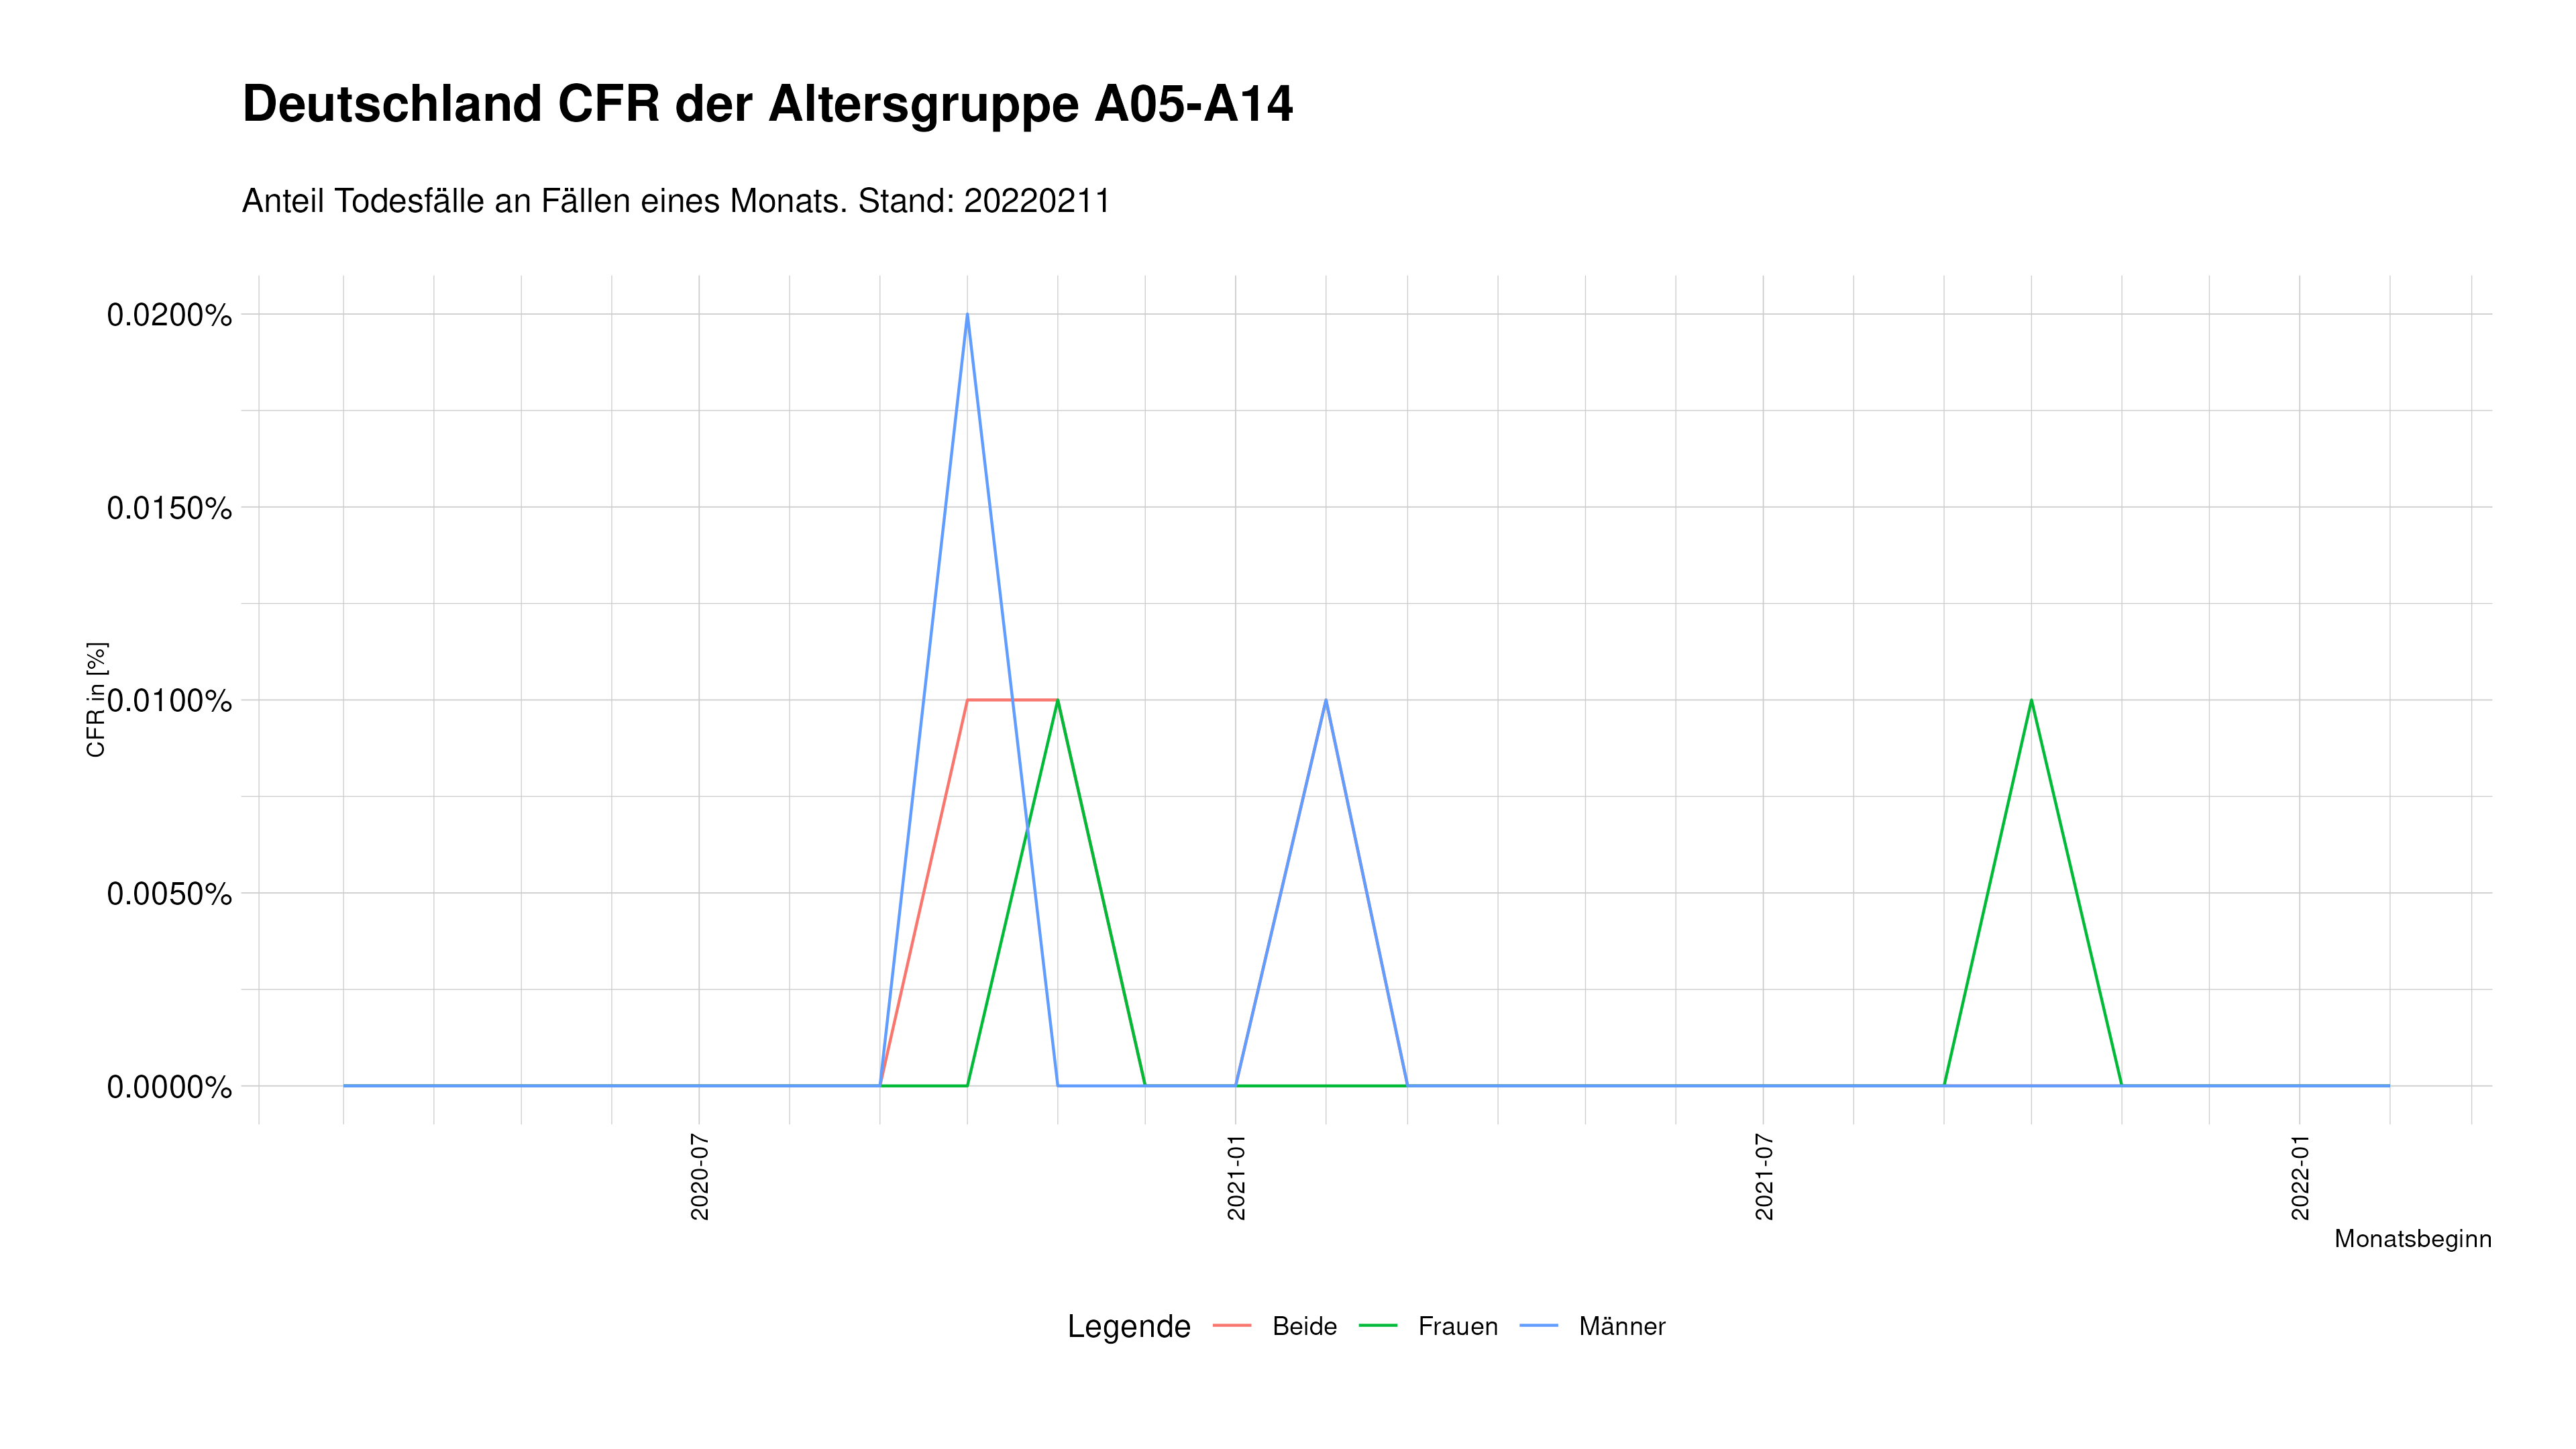 Deutschland CFR der Altersgruppe A05-A14
Anteil Todesfälle an Fällen eines Monats. Stand: 20220211
CFR in [%]
0.0200%
0.0150%
0.0100%
0.0050%
0.0000%
2020-07
2021-01
2021-07
2022-01
Monatsbeginn
Legende Beide Frauen Männer